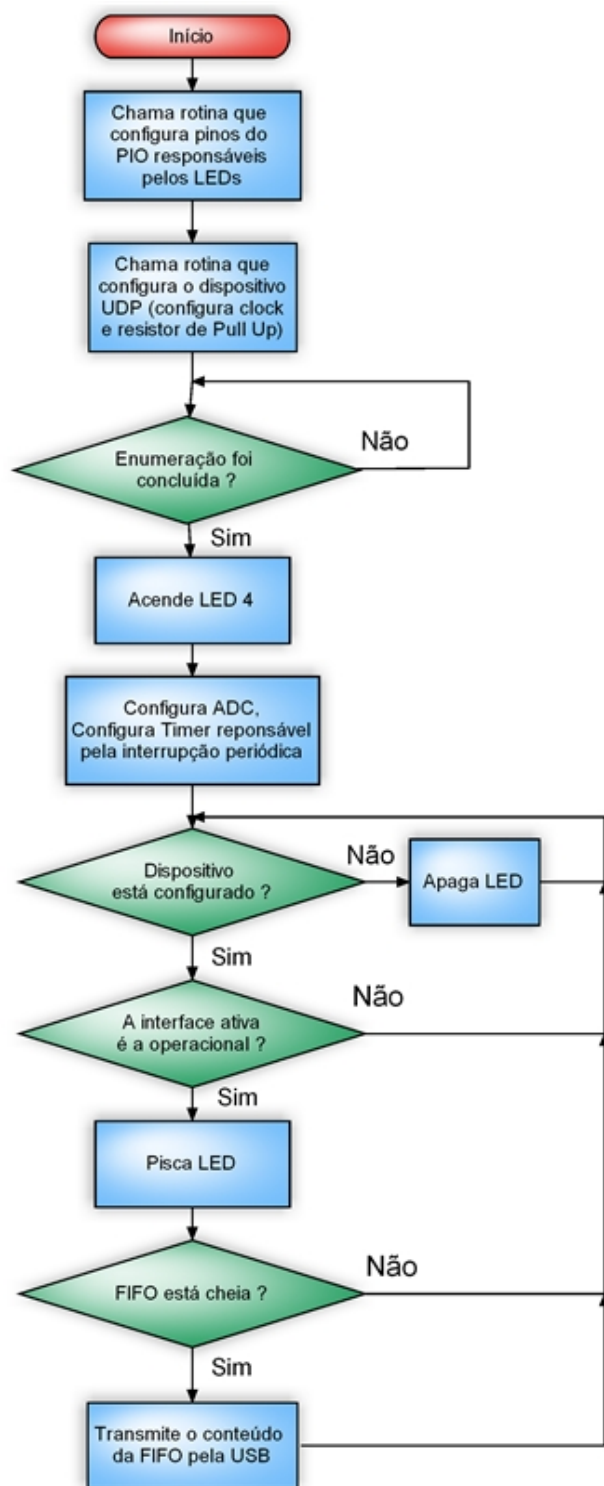 Início
Chama rotina que
configura pinos do
PIO responsáveis
pelos LEDs
Chama rotina que
configura o dispositivo
UDP (configura clock
e resistor de Pull Up)
Não
Enumeração foi
concluída ?
Sim
Acende LED 4
Configura ADC,
Configura Timer reponsável
pela interrupção periódica
Dispositivo
está configurado ?
Não
Apaga LED
Sim
Não
A interface ativa
é a operacional ?
Sim
Pisca LED
Não
FIFO está cheia ?
Sim
Transmite o conteúdo
da FIFO pela USB